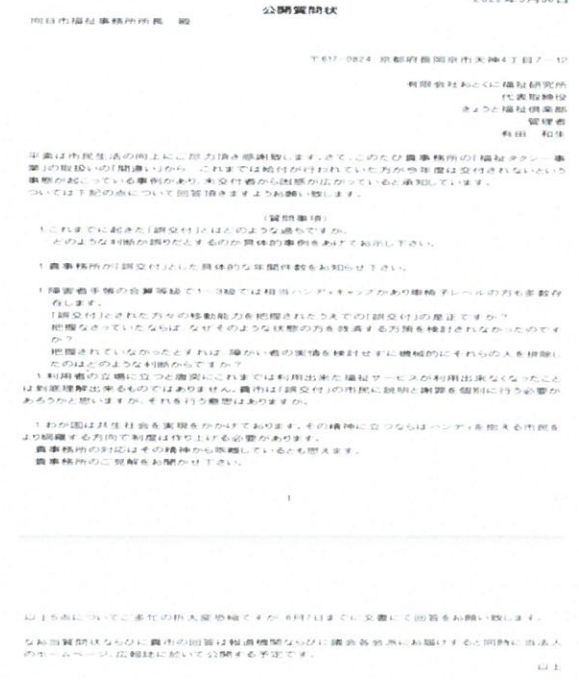 公開質問状
向日市福祉事務所所長　殿
〒617-0824 京都府長岡京市天神4丁目7-12
有限会社おとくに福祉研究所
代表取締役
きょうと福祉倶楽部
管理者
有田　和生
平素は市民生活の向上にご尽力頂き感謝致します。さて、このたび貴事務所の「福祉タクシー事
業」の取扱いの「間違い」から　これまでは給付が行われていた方が今年度は交付されないという
事態が起こっている事例があり、未交付者から困惑が広がっていると承知しています。
ついては下記の点について回答頂きますようお願い致します。
（質問事項）
1 これまでに起きた「誤交付」とはどのような過ちですか。
どのような判断が誤りだとするのか具体的事例をあげてお示し下さい。
1 貴事務所が「誤交付」とした具体的な年間件数をお知らせ下さい。
1 障害者手帳の合算等級で1～3級では相当ハンディキャップがあり車椅子レベルの方も多数存
在します。
「誤交付」とされた方々の移動能力を把握されたうえでの「誤交付」の是正ですか？
把握なさっていたならば、なぜそのような状態の方を救済する方策を検討されなかったのです
か？
把握されていなかったとすれば、障がい者の実情を検討せずに機械的にそれらの人を排除し
たのはどのような判断からですか？
1 利用者の立場に立つと唐突にこれまでは利用出来た福祉サービスが利用出来なくなったこと
は到底理解出来るものではありません。貴市は「誤交付」の市民に説明と謝罪を個別に行う必要が
あろうかと思いますが、それを行う意思はありますか。
1 わが国は共生社会を実現をかかげております。その精神に立つならばハンディを抱える市民を
より網羅する方向で制度は作り上げる必要があります。
貴事務所の対応はその精神から乖離しているとも思えます。
貴事務所のご見解をお聞かせ下さい。
1
以上5点についてご多忙の折大変恐縮ですが、6月7日までに文書にて回答をお願い致します。
なお当質問状ならびに貴市の回答は報道機関ならびに議会各会派にお届けすると同時に当法人
のホームページ、広報誌に於いて公開する予定です。
以上